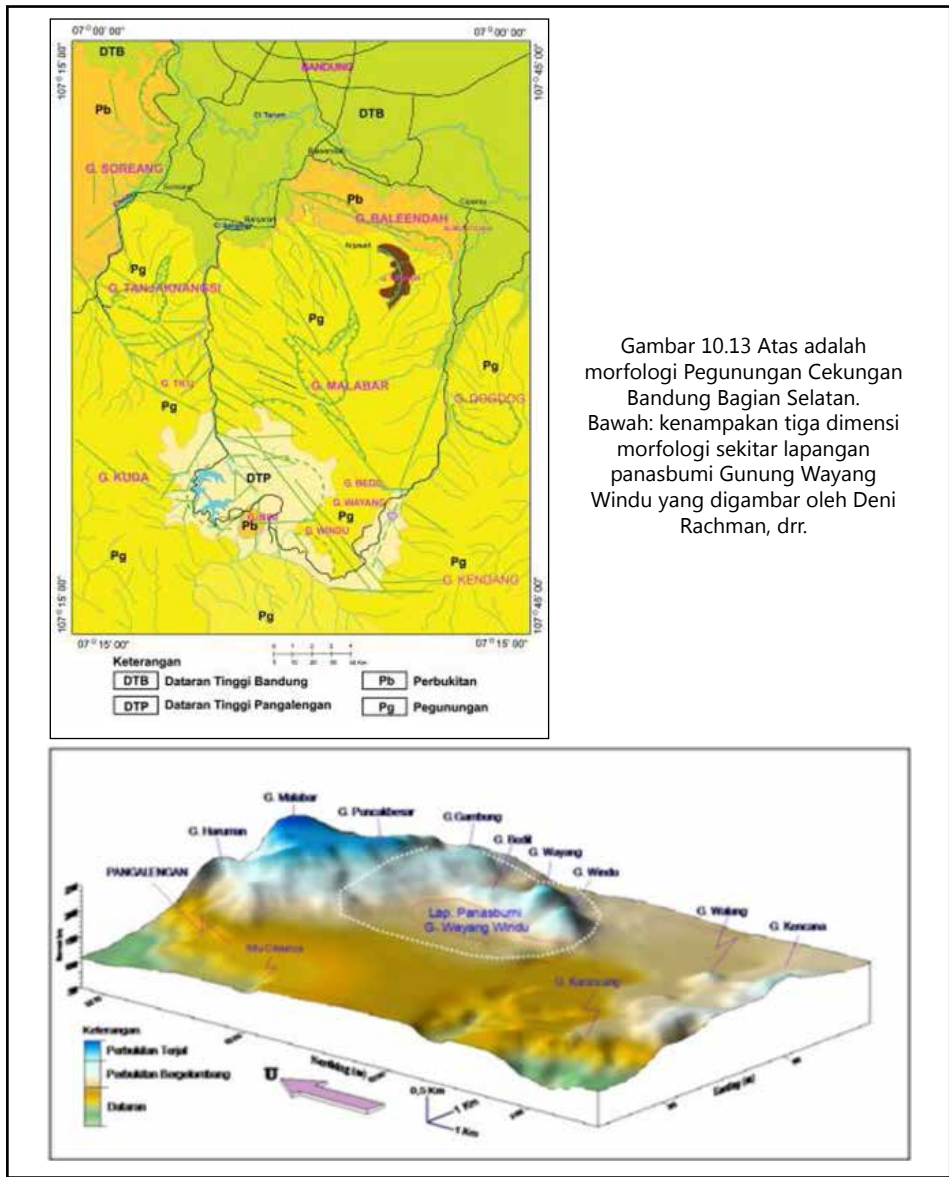 07° 00' 00" 07° 00' 00"
107° 15' 00" 107° 45' 00"
DTB
BANDUNG
Pb
DTB
G. SOREANG
Pb
G. BALEENDAH
Pg
G. TANJAKNANGSI
Pg
Pg
G. MALABAR
G. DOGDOG
Pg
G. KUDA
DTP
G. WAYANG
Pb
Pg
G. WINDU
Pg
Pg
G. KENDANG
Pg
107° 15' 00" 107° 45' 00"
07° 15' 00" 07° 15' 00"
Keterangan
DTB Dataran Tinggi Bandung Pb Perbukitan
DTP Dataran Tinggi Pangalengan Pg Pegunungan
Gambar 10.13 Atas adalah
morfologi Pegunungan Cekungan
Bandung Bagian Selatan.
Bawah: kenampakan tiga dimensi
morfologi sekitar lapangan
panasbumi Gunung Wayang
Windu yang digambar oleh Deni
Rachman, drr.
G. Malabar
G. Puncakbesar
G. Gambung
G. Haruman
G. Bedil
G. Wayang
G. Windu
PANGALENGAN
Lap. Panasbumi
G. Wayang Windu
G. Kencana
Keterangan
Perbukitan Terjal
Perbukitan Bergelombang
Dataran
U
Northing (m)
0,5 Km
1 Km
1 Km
Easting (m)